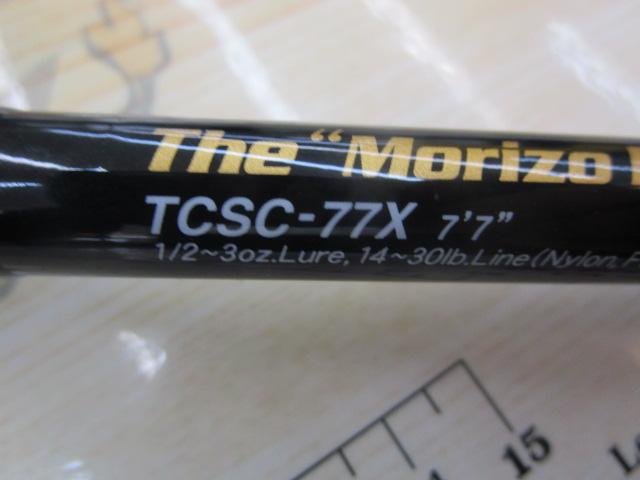 The “Morizo
TCSC-77X 7'7”
1/2~3oz.Lure, 14~30lb.Line (Nylon, F
15